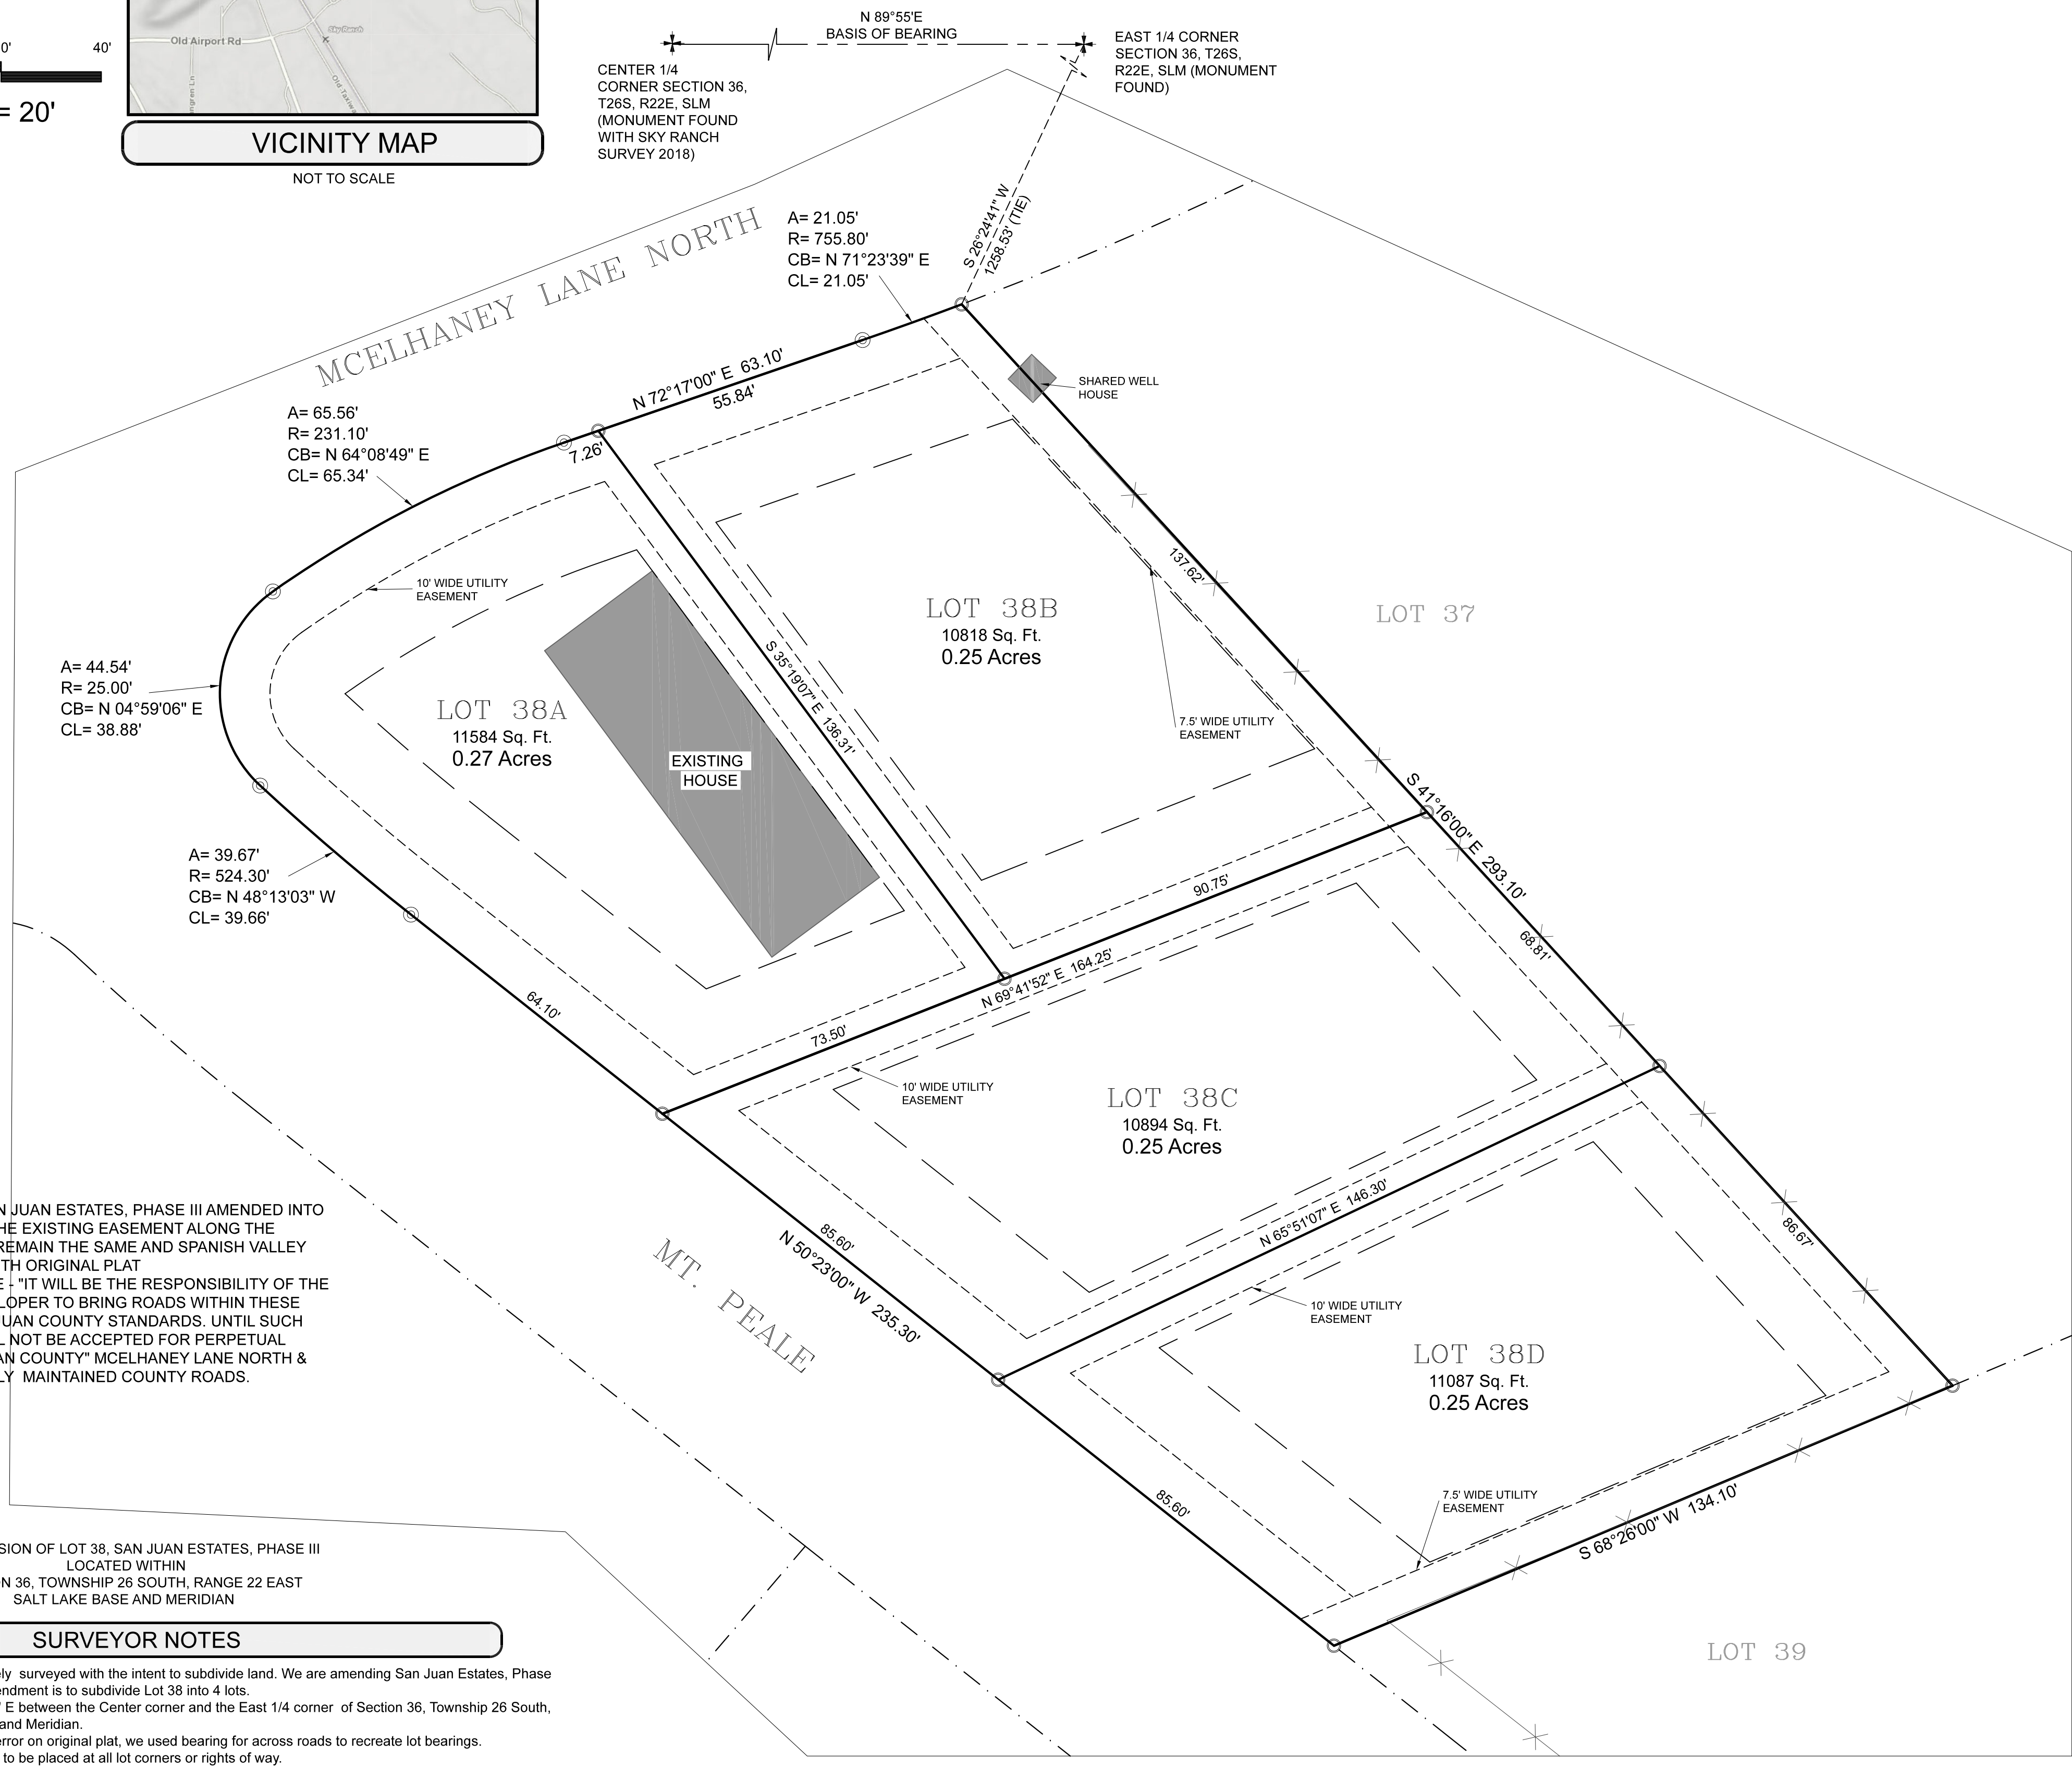 40'
= 20'
Old Airport Rd
Sky Ranch
VICINITY MAP
NOT TO SCALE
N 89°55'E
BASIS OF BEARING
CENTER 1/4
CORNER SECTION 36,
T26S, R22E, SLM
(MONUMENT FOUND
WITH SKY RANCH
SURVEY 2018)
EAST 1/4 CORNER
SECTION 36, T26S,
R22E, SLM (MONUMENT
FOUND)
S 26°24'41" W
1258.53' (TIE)
MCELHANEY LANE NORTH
A= 21.05'
R= 755.80'
CB= N 71°23'39" E
CL= 21.05'
N 72°17'00" E 63.10'
55.84'
7.26'
SHARED WELL
HOUSE
A= 65.56'
R= 231.10'
CB= N 64°08'49" E
CL= 65.34'
10' WIDE UTILITY
EASEMENT
137.62'
LOT 38B
10818 Sq. Ft.
0.25 Acres
LOT 37
A= 44.54'
R= 25.00'
CB= N 04°59'06" E
CL= 38.88'
LOT 38A
11584 Sq. Ft.
0.27 Acres
S 35°19'07" E 136.31'
7.5' WIDE UTILITY
EASEMENT
EXISTING
HOUSE
S 41°16'00" E 293.10'
A= 39.67'
R= 524.30'
CB= N 48°13'03" W
CL= 39.66'
90.75'
68.81'
N 69°41'52" E 164.25'
64.10'
73.50'
10' WIDE UTILITY
EASEMENT
LOT 38C
10894 Sq. Ft.
0.25 Acres
N 65°51'07" E 146.30'
86.67'
85.60'
N 50°23'00" W 235.30'
MT. PEALE
10' WIDE UTILITY
EASEMENT
LOT 38D
11087 Sq. Ft.
0.25 Acres
7.5' WIDE UTILITY
EASEMENT
85.60'
S 68°26'00" W 134.10'
LOT 39
JUAN ESTATES, PHASE III AMENDED INTO
HE EXISTING EASEMENT ALONG THE
REMAIN THE SAME AND SPANISH VALLEY
TH ORIGINAL PLAT
E - "IT WILL BE THE RESPONSIBILITY OF THE
LOPER TO BRING ROADS WITHIN THESE
UAN COUNTY STANDARDS. UNTIL SUCH
L NOT BE ACCEPTED FOR PERPETUAL
AN COUNTY" MCELHANEY LANE NORTH &
LY MAINTAINED COUNTY ROADS.
SION OF LOT 38, SAN JUAN ESTATES, PHASE III
LOCATED WITHIN
N 36, TOWNSHIP 26 SOUTH, RANGE 22 EAST
SALT LAKE BASE AND MERIDIAN
SURVEYOR NOTES
ely surveyed with the intent to subdivide land. We are amending San Juan Estates, Phase
endment is to subdivide Lot 38 into 4 lots.
' E between the Center corner and the East 1/4 corner of Section 36, Township 26 South,
and Meridian.
error on original plat, we used bearing for across roads to recreate lot bearings.
to be placed at all lot corners or rights of way.